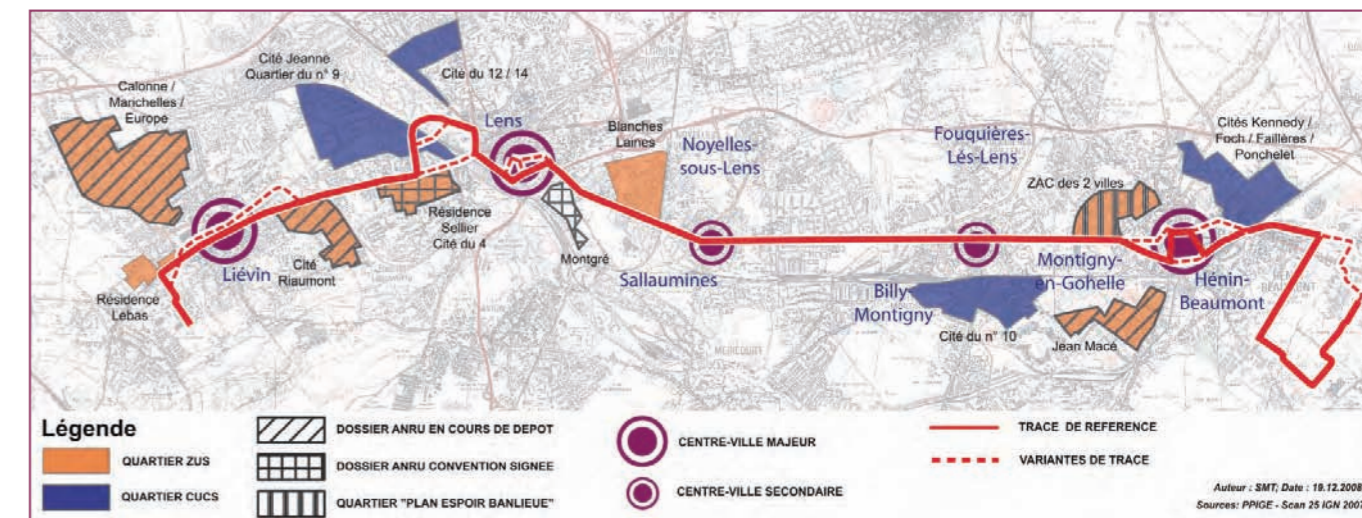 Cité Jeanne
Quartier du n° 9
Cité du 12 / 14
Calonne /
Manchelles /
Europe
Lens
Blanches
Laines
Noyelles-
sous-Lens
Fouquières-
Lès-Lens
Cités Kennedy /
Foch / Faillères /
Ponchelet
ZAC des 2 villes
Résidence
Sellier
Cité du 4
Montgré
Liévin
Cité
Riaumont
Résidence
Lebas
Sallaumines
Billy-
Montigny
Cité du n° 10
Montigny-
en-Gohelle
Jean Macé
Hénin-
Beaumont
MERICOURT
Légende
QUARTIER ZUS
QUARTIER CUCS
DOSSIER ANRU EN COURS DE DEPOT
DOSSIER ANRU CONVENTION SIGNEE
QUARTIER "PLAN ESPOIR BANLIEUE"
CENTRE-VILLE MAJEUR
CENTRE-VILLE SECONDAIRE
TRACE DE REFERENCE
VARIANTES DE TRACE
Auteur : SMT; Date : 19.12.2008
Sources: PPIGE - Scan 25 IGN 2007